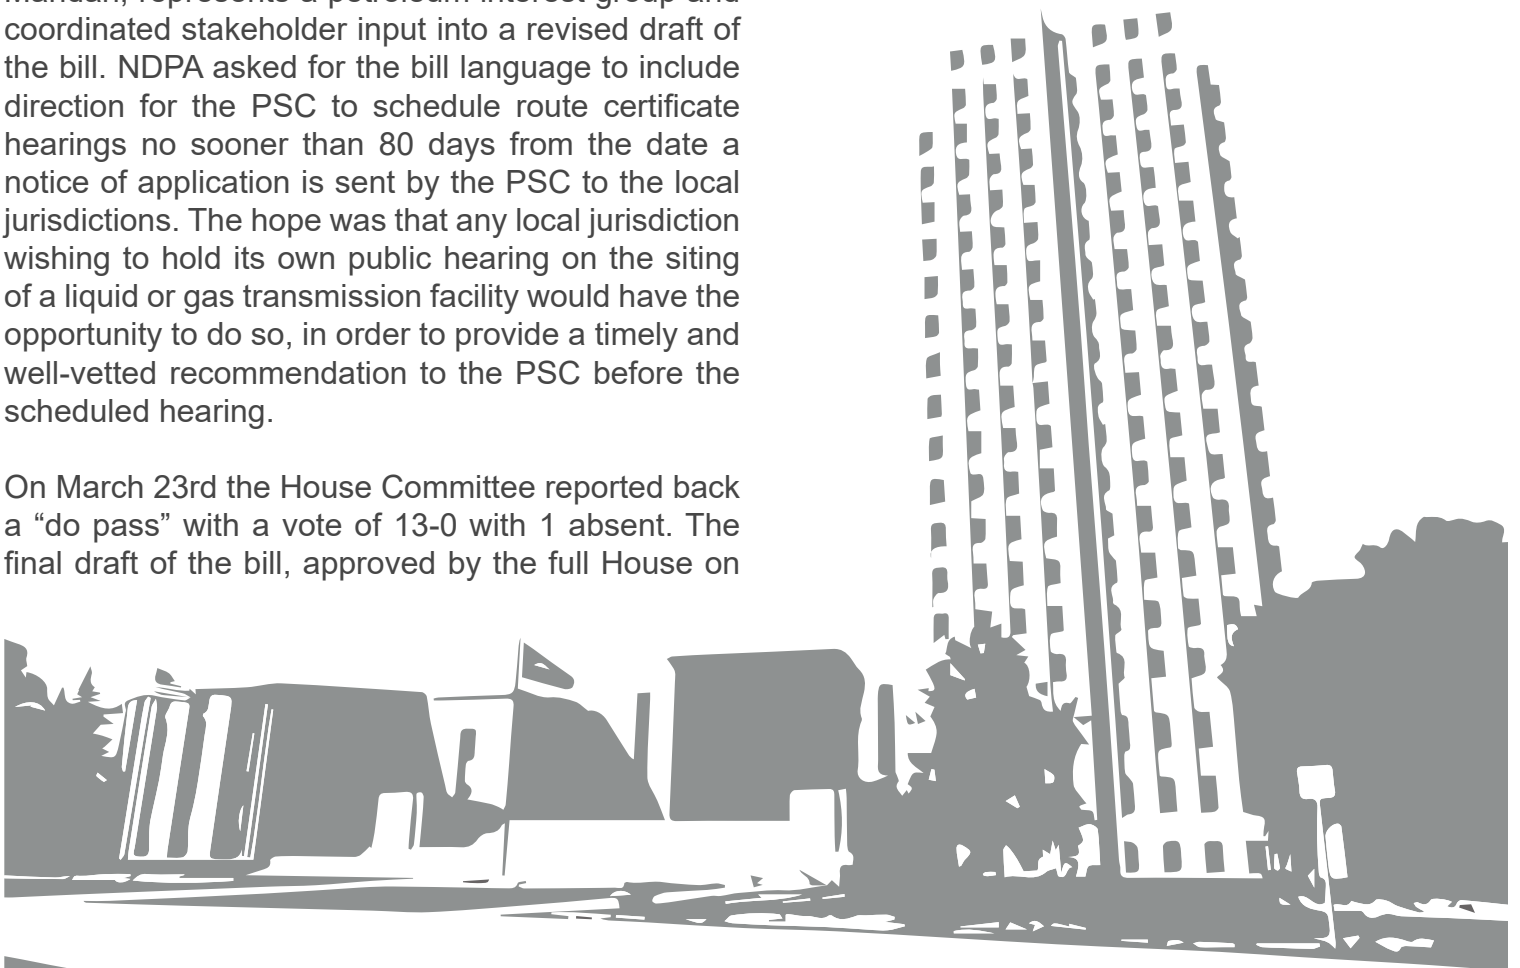 mandan, represents a petroleum interest group and
coordinated stakeholder input into a revised draft of
the bill. NDPA asked for the bill language to include
direction for the PSC to schedule route certificate
hearings no sooner than 80 days from the date a
notice of application is sent by the PSC to the local
jurisdictions. The hope was that any local jurisdiction
wishing to hold its own public hearing on the siting
of a liquid or gas transmission facility would have the
opportunity to do so, in order to provide a timely and
well-vetted recommendation to the PSC before the
scheduled hearing.
On March 23rd the House Committee reported back
a “do pass” with a vote of 13-0 with 1 absent. The
final draft of the bill, approved by the full House on